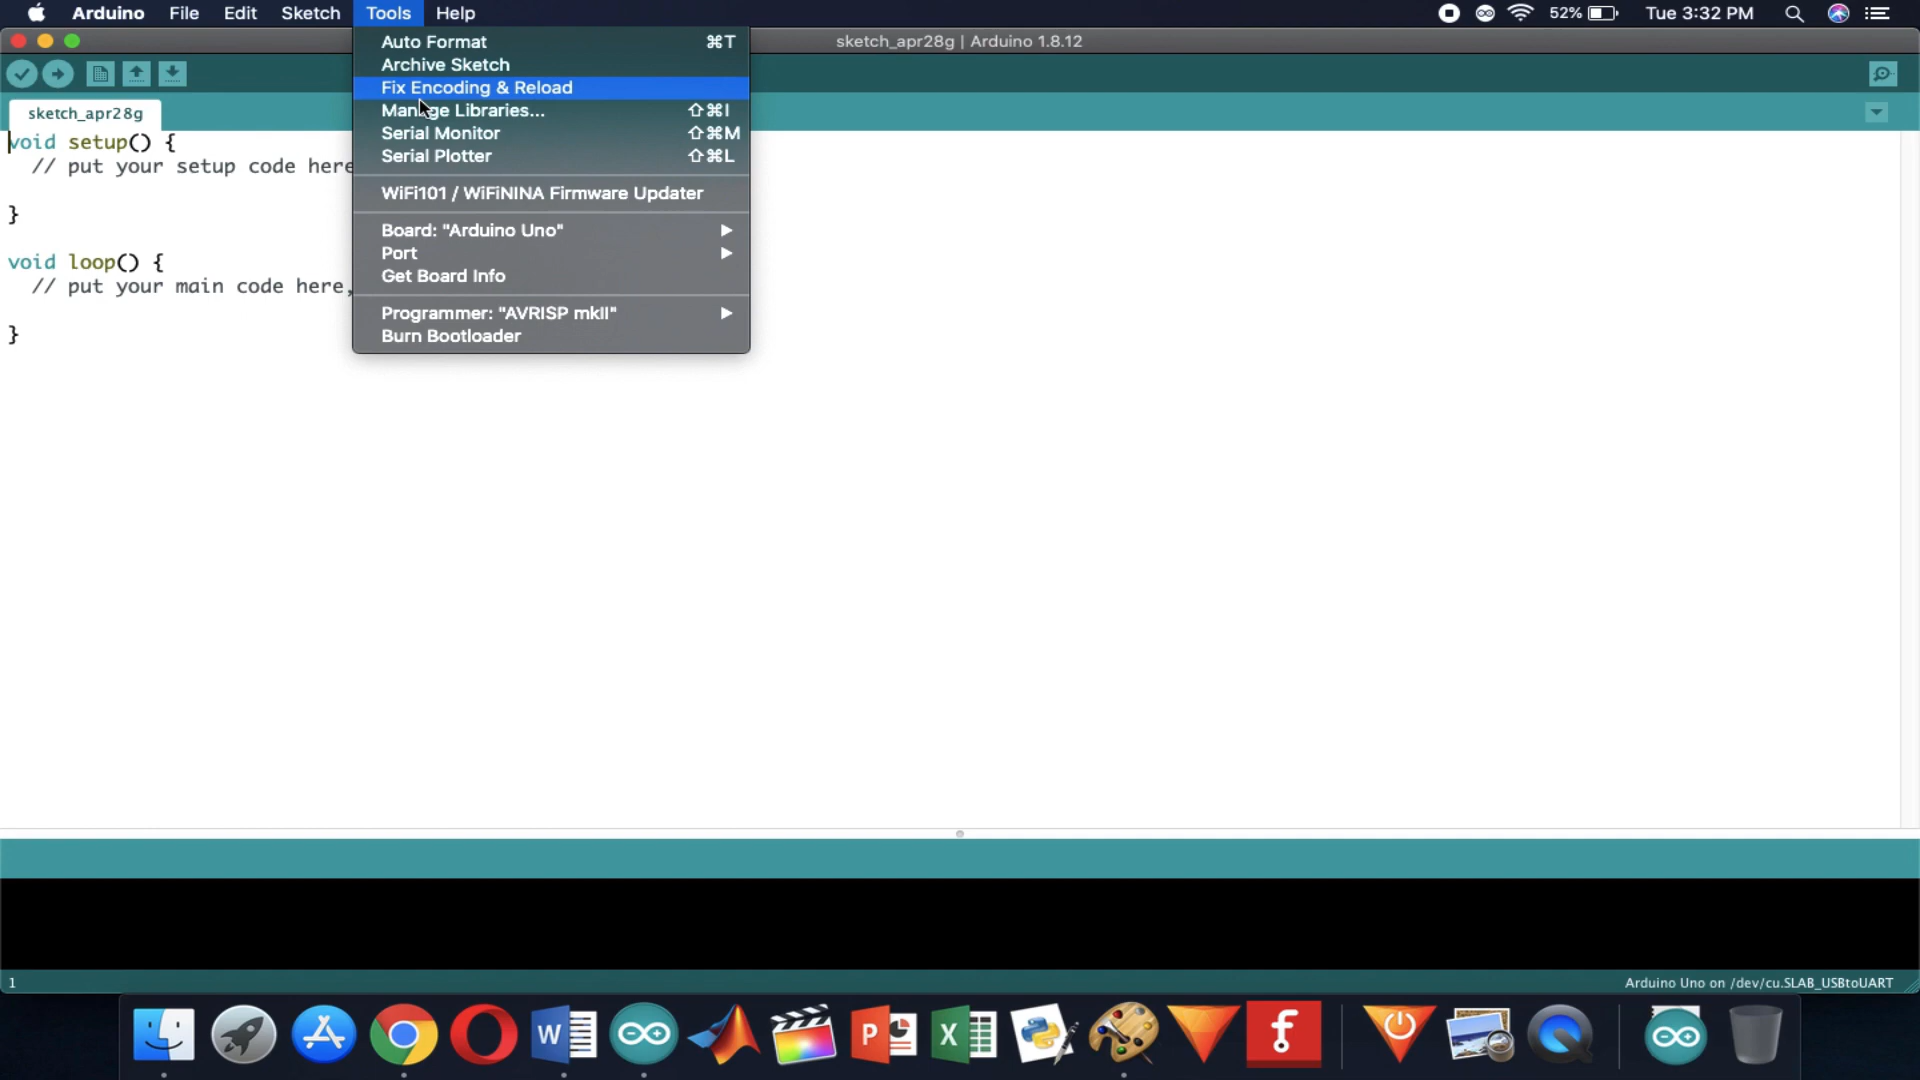 Arduino File Edit Sketch Tools Help 52% Tue 3:32 PM
sketch_apr28g | Arduino 1.8.12
Auto Format ⌘T
Archive Sketch
Fix Encoding & Reload
Manage Libraries... ⇧⌘I
Serial Monitor ⇧⌘M
Serial Plotter ⇧⌘L
WiFi101 / WiFiNINA Firmware Updater
Board: "Arduino Uno"
Port
Get Board Info
Programmer: "AVRISP mkII"
Burn Bootloader
sketch_apr28g
void setup() {
// put your setup code here
}
void loop() {
// put your main code here,
}
1 Arduino Uno on /dev/cu.SLAB_USBtoUART
W P X f